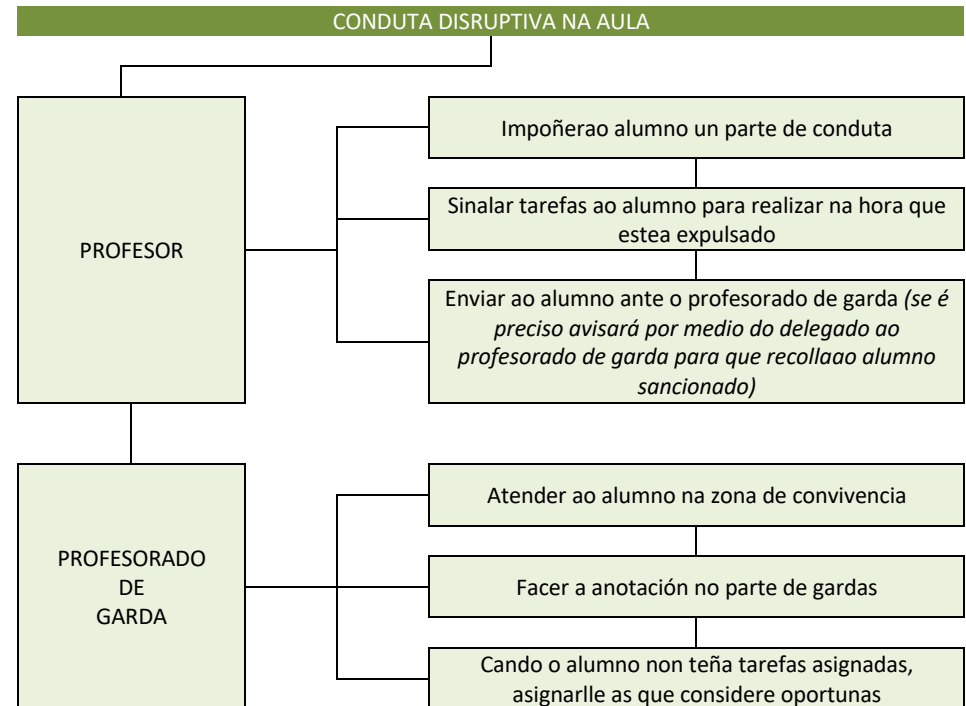 CONDUTA DISRUPTIVA NA AULA
PROFESOR
Impoñerao alumno un parte de conduta
Sinalar tarefas ao alumno para realizar na hora que
estea expulsado
Enviar ao alumno ante o profesorado de garda (se é
preciso avisará por medio do delegado ao
profesorado de garda para que recollaao alumno
sancionado)
PROFESORADO
DE
GARDA
Atender ao alumno na zona de convivencia
Facer a anotación no parte de gardas
Cando o alumno non teña tarefas asignadas,
asignarlle as que considere oportunas